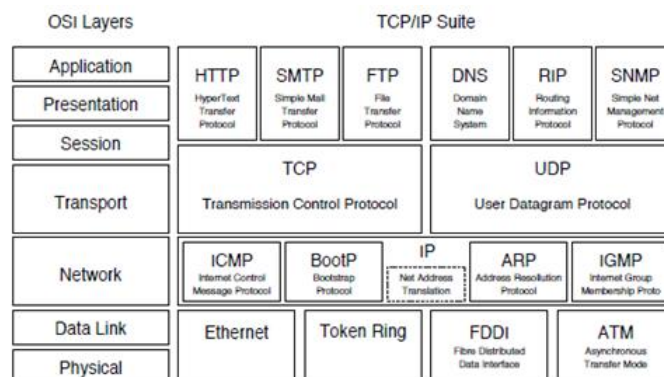 OSI Layers
TCP/IP Suite
Application
Presentation
Session
Transport
Network
Data Link
Physical
HTTP
HyperText
Transfer
Protocol
SMTP
Simple Mail
Transfer
Protocol
FTP
File
Transfer
Protocol
DNS
Domain
Name
System
RIP
Routing
Information
Protocol
SNMP
Simple Net
Management
Protocol
TCP
Transmission Control Protocol
UDP
User Datagram Protocol
ICMP
Internet Control
Message Protocol
BootP
Bootstrap
Protocol
IP
Net Address
Translation
ARP
Address Resollution
Protocol
IGMP
Internet Group
Membership Proto
Ethernet
Token Ring
FDDI
Fibre Distributed
Data Interface
ATM
Asynchronous
Transfer Mode